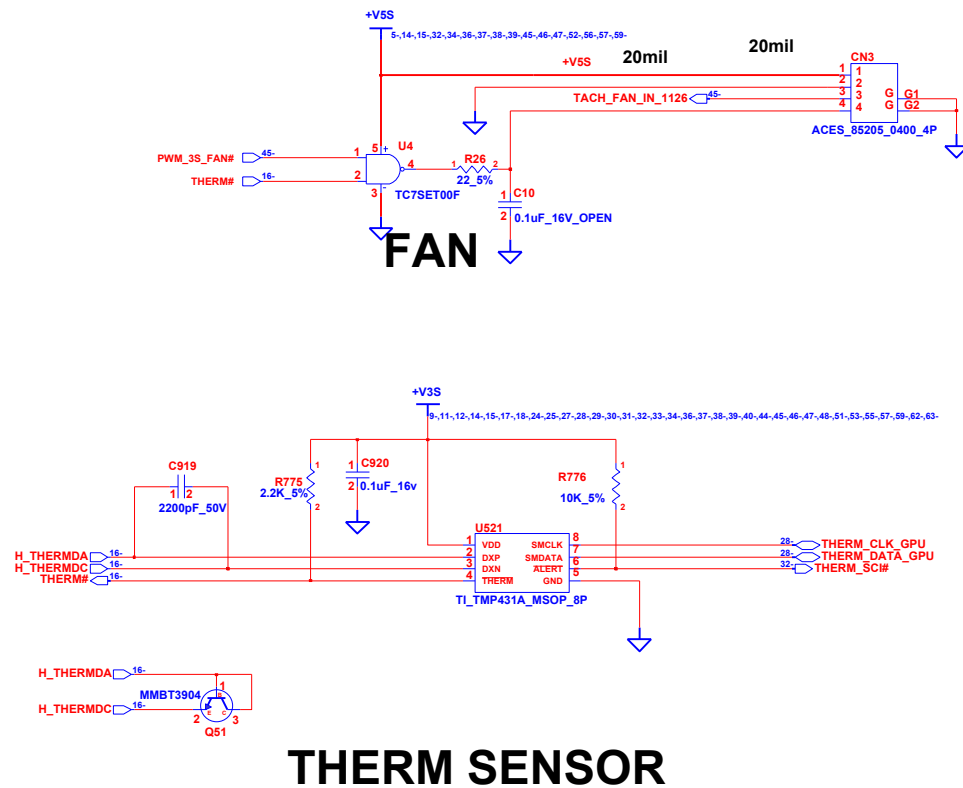 +V5S
5-,14-,15-,32-,34-,36-,37-,38-,39-,45-,46-,47-,52-,56-,57-,59-
20mil
20mil
+V5S
CN3
1 1
2 2
3 3
4 4
G G1
G G2
TACH_FAN_IN_1126 45-
ACES_85205_0400_4P
5 +
U4
PWM_3S_FAN# 45- 1
4
1 R26 2
22_5%
THERM# 16- 2
TC7SET00F
3 -
1 C10
2 0.1uF_16V_OPEN
FAN
+V3S
9-,11-,12-,14-,15-,17-,18-,24-,25-,27-,28-,29-,30-,31-,32-,33-,34-,36-,37-,38-,39-,40-,44-,45-,46-,47-,48-,51-,53-,55-,57-,59-,62-,63-
C919
1 2
2200pF_50V
1
R775
2.2K_5%
2
1 C920
2 0.1uF_16v
1
R776
10K_5%
2
U521
1 VDD SMCLK 8
2 DXP SMDATA 7
3 DXN ALERT 6
4 THERM GND 5
TI_TMP431A_MSOP_8P
H_THERMDA 16-
H_THERMDC 16-
THERM# 16-
28- THERM_CLK_GPU
28- THERM_DATA_GPU
32- THERM_SCI#
H_THERMDA 16-
MMBT3904
1
B
H_THERMDC 16-
E C
2 3
Q51
THERM SENSOR